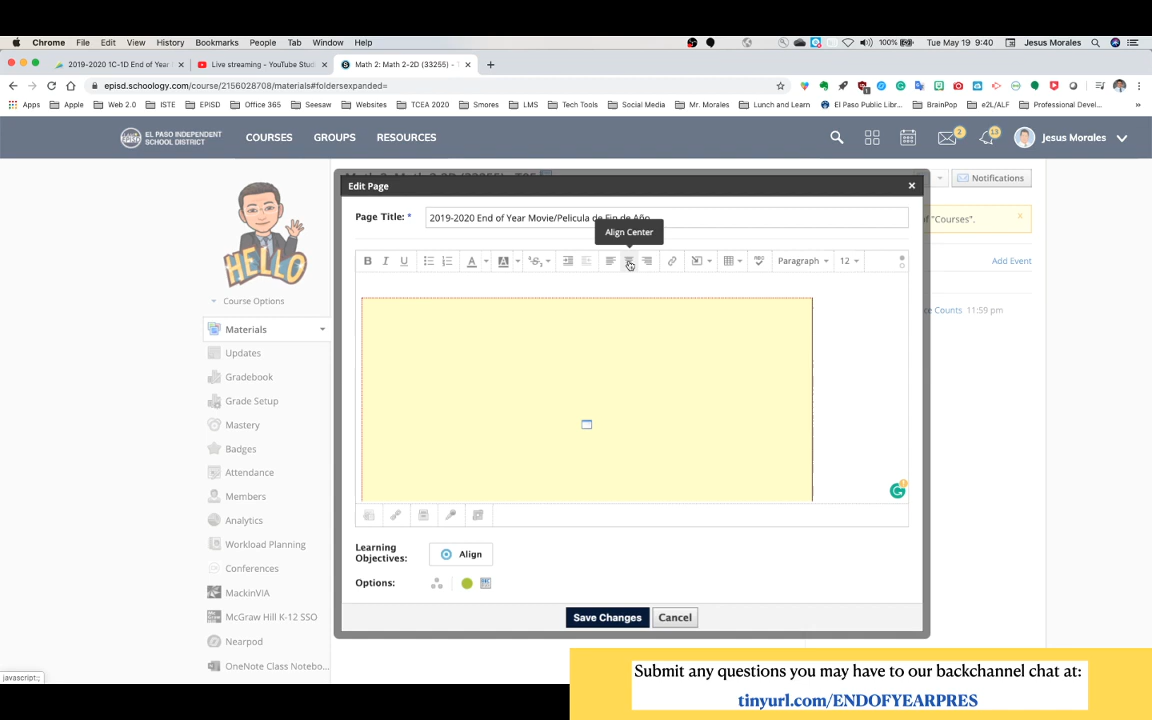 Chrome File Edit View History Bookmarks People Tab Window Help 100% Tue May 19 9:40 Jesus Morales
2019-2020 1C-1D End of Year Live streaming - YouTube Stud Math 2: Math 2-2D (33255) - T
episd.schoology.com/course/2156028708/materials#foldersexpanded=
Apps Apple Web 2.0 ISTE EPISD Office 365 Seesaw Websites TCEA 2020 Smores LMS Tech Tools Social Media Mr. Morales Lunch and Learn El Paso Public Librar... BrainPop e2L/ALF Professional Devel...
EL PASO INDEPENDENT
SCHOOL DISTRICT
COURSES GROUPS RESOURCES 2 13 Jesus Morales
Notifications
Edit Page
Page Title: * 2019-2020 End of Year Movie/Pelicula de Fin de Año
of "Courses".
Align Center
B I U A A Paragraph 12
Add Event
HELLO
Course Options
ce Counts 11:59 pm
Materials
Updates
Gradebook
Grade Setup
Mastery
Badges
Attendance
Members
Analytics
Workload Planning
Conferences
MackinVIA
McGraw Hill K-12 SSO
Nearpod
OneNote Class Notebo...
Learning
Objectives:
Align
Options:
Save Changes Cancel
javascript:;
Submit any questions you may have to our backchannel chat at:
tinyurl.com/ENDOFYEARPRES